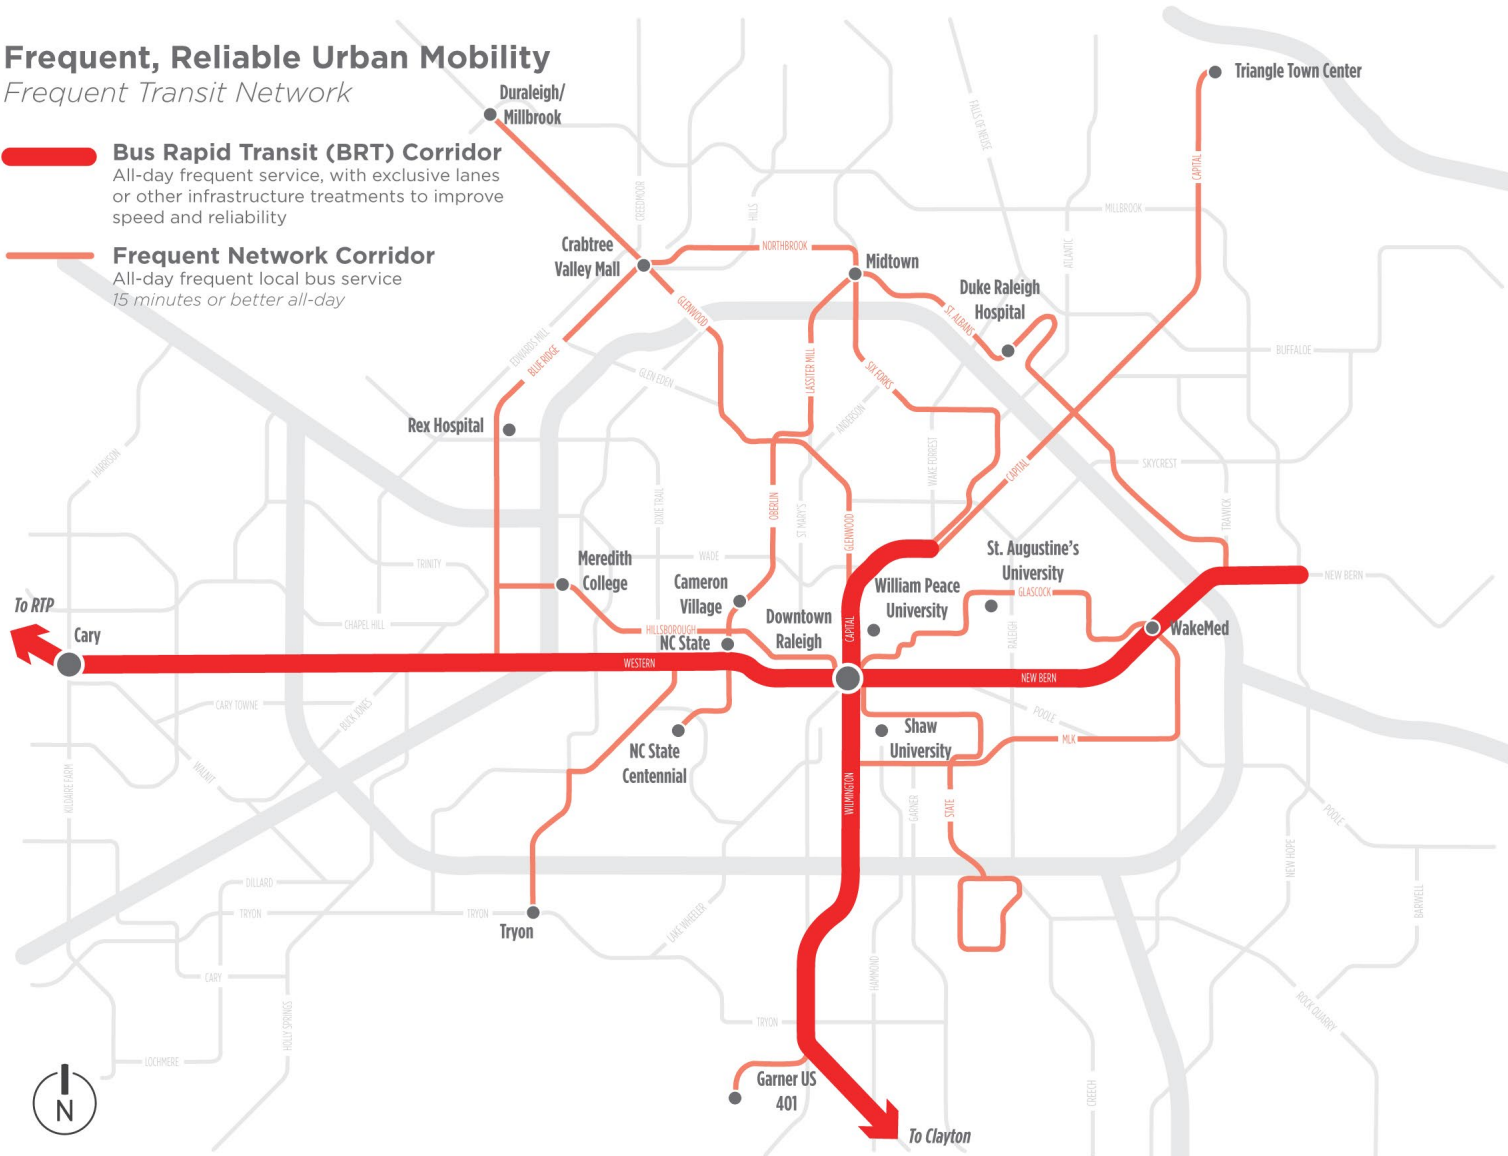 Frequent, Reliable Urban Mobility
Frequent Transit Network
Bus Rapid Transit (BRT) Corridor
All-day frequent service, with exclusive lanes
or other infrastructure treatments to improve
speed and reliability
Frequent Network Corridor
All-day frequent local bus service
15 minutes or better all-day
Duraleigh/
Millbrook
Triangle Town Center
FALLS OF NEUSE
CAPITAL
CREEDMOOR
HILLS
MILLBROOK
ATLANTIC
Crabtree
Valley Mall
NORTHBROOK
Midtown
Duke Raleigh
Hospital
GLENWOOD
ST. ALBANS
EDWARDS MILL
BLUE RIDGE
BUFFALOE
GLEN EDEN
LASSITER MILL
SIX FORKS
ANDERSON
Rex Hospital
HARRISON
WAKE FORREST
CAPITAL
SKYCREST
DIXIE TRAIL
OBERLIN
ST MARY'S
GLENWOOD
TRAWICK
TRINITY
WADE
Meredith
College
Cameron
Village
St. Augustine's
University
William Peace
University
NEW BERN
GLASCOCK
To RTP
Cary
CHAPEL HILL
HILLSBOROUGH
NC State
Downtown
Raleigh
CAPITAL
RALEIGH
WakeMed
WESTERN
NEW BERN
CARY TOWNE
BUCK JONES
POOLE
Shaw
University
MLK
NC State
Centennial
WALNUT
KILDAIRE FARM
WILMINGTON
GARNER
STATE
POOLE
NEW HOPE
DILLARD
TRYON
TRYON
Tryon
LAKE WHEELER
BARWELL
CARY
HAMMOND
HOLLY SPRINGS
TRYON
ROCK QUARRY
LOCHMERE
Garner US
401
CREECH
To Clayton
N